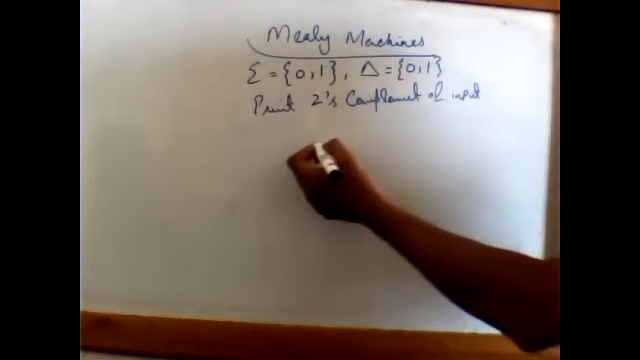 Mealy Machines
Σ = {0,1}, Δ = {0,1}
Print 2's Complement of input